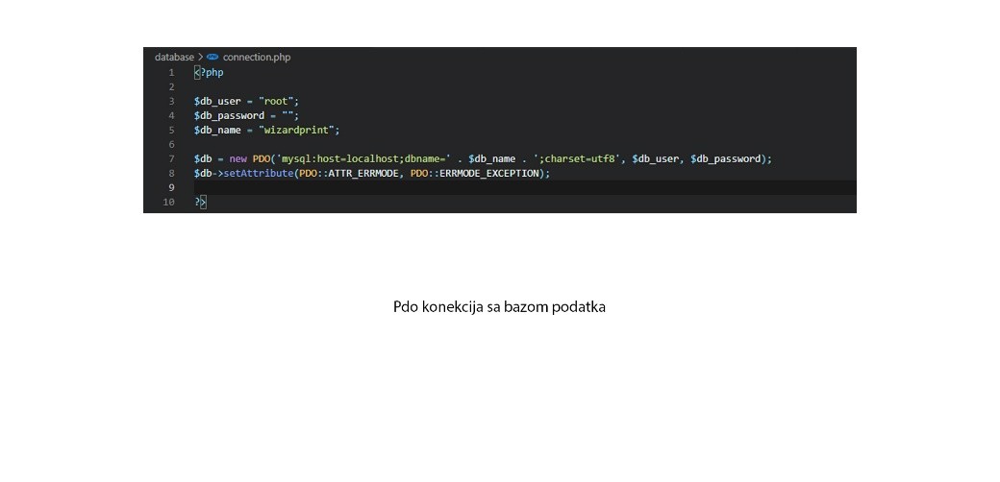 database > connection.php
1 <?php
2
3 $db_user = "root";
4 $db_password = "";
5 $db_name = "wizardprint";
6
7 $db = new PDO('mysql:host=localhost;dbname=' . $db_name . ';charset=utf8', $db_user, $db_password);
8 $db->setAttribute(PDO::ATTR_ERRMODE, PDO::ERRMODE_EXCEPTION);
9
10 ?>
Pdo konekcija sa bazom podatka